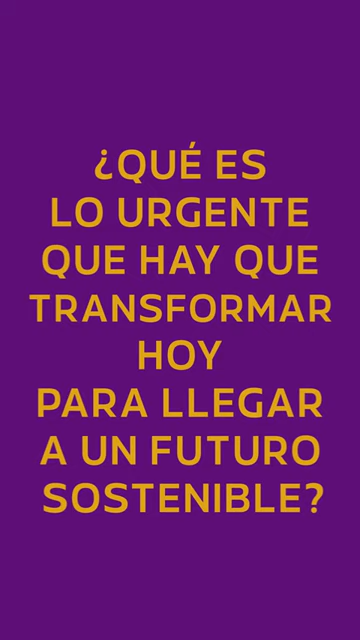 ¿QUÉ ES
LO URGENTE
QUE HAY QUE
TRANSFORMAR
HOY
PARA LLEGAR
A UN FUTURO
SOSTENIBLE?